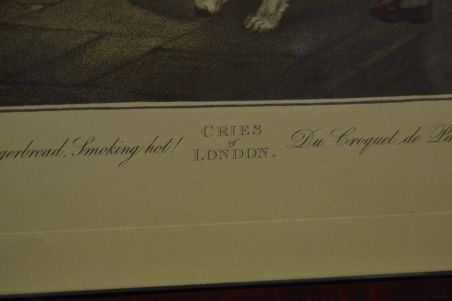 gerbread, Smoking hot! CRIES of LONDON. Du Croquet de Pa